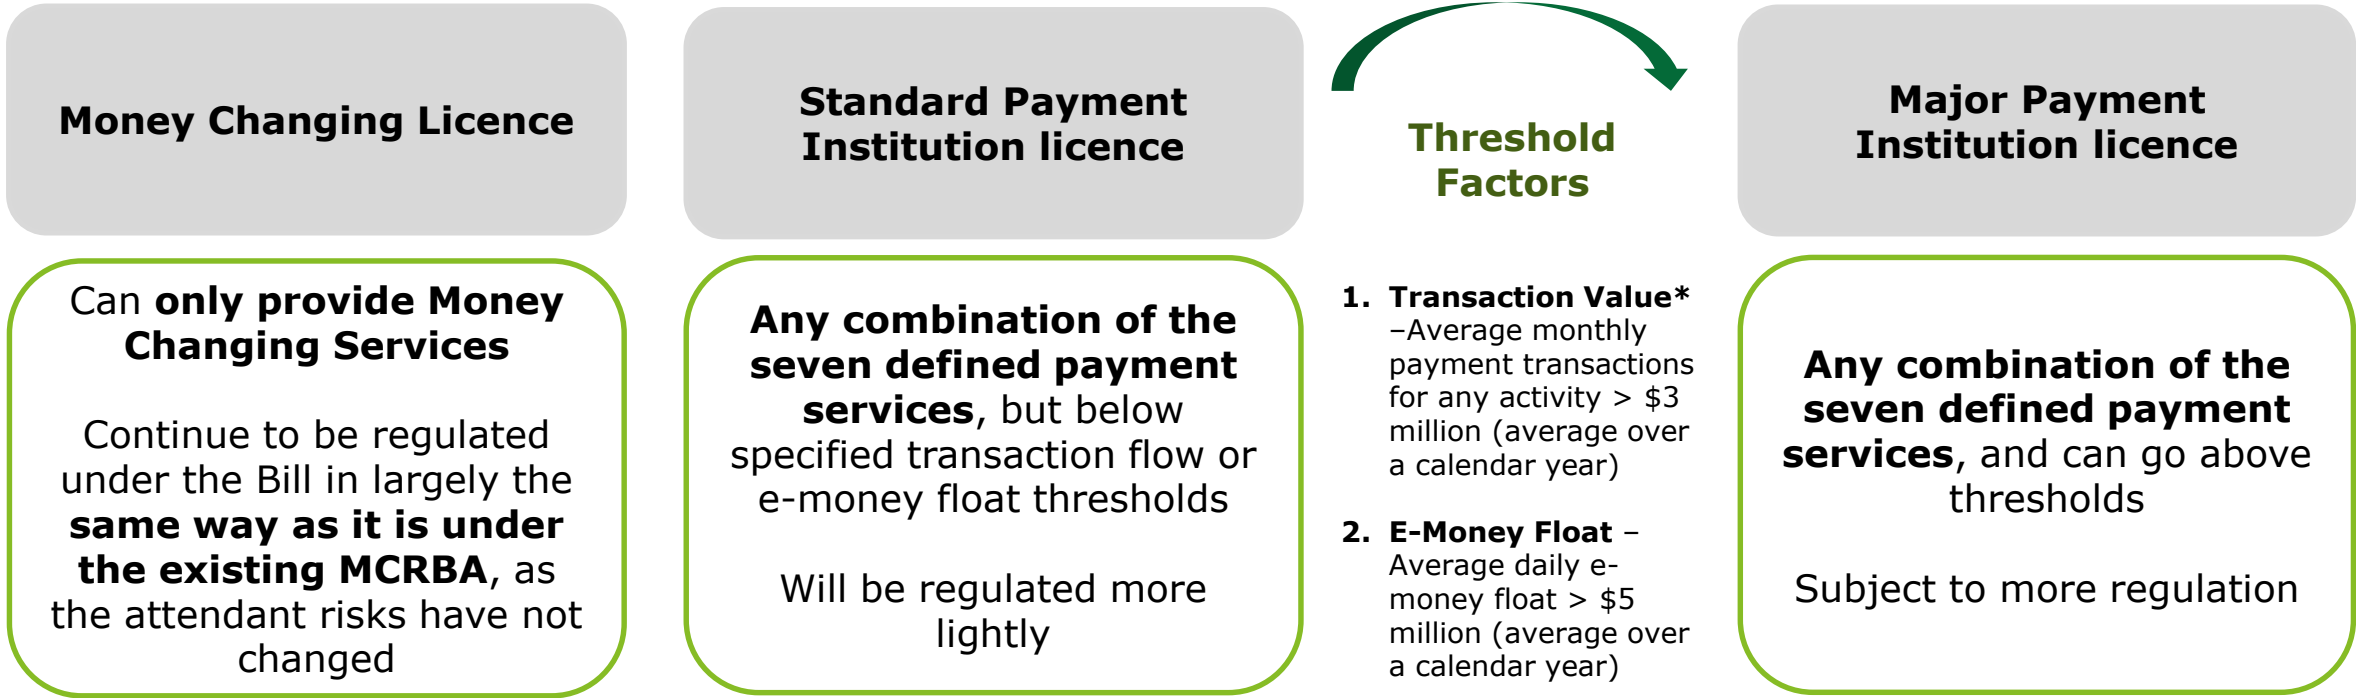 Money Changing Licence
Can only provide Money
Changing Services
Continue to be regulated
under the Bill in largely the
same way as it is under
the existing MCRBA, as
the attendant risks have not
changed
Standard Payment
Institution licence
Any combination of the
seven defined payment
services, but below
specified transaction flow or
e-money float thresholds
Will be regulated more
lightly
Threshold
Factors
1. Transaction Value*
–Average monthly
payment transactions
for any activity > $3
million (average over
a calendar year)
2. E-Money Float –
Average daily e-
money float > $5
million (average over
a calendar year)
Major Payment
Institution licence
Any combination of the
seven defined payment
services, and can go above
thresholds
Subject to more regulation